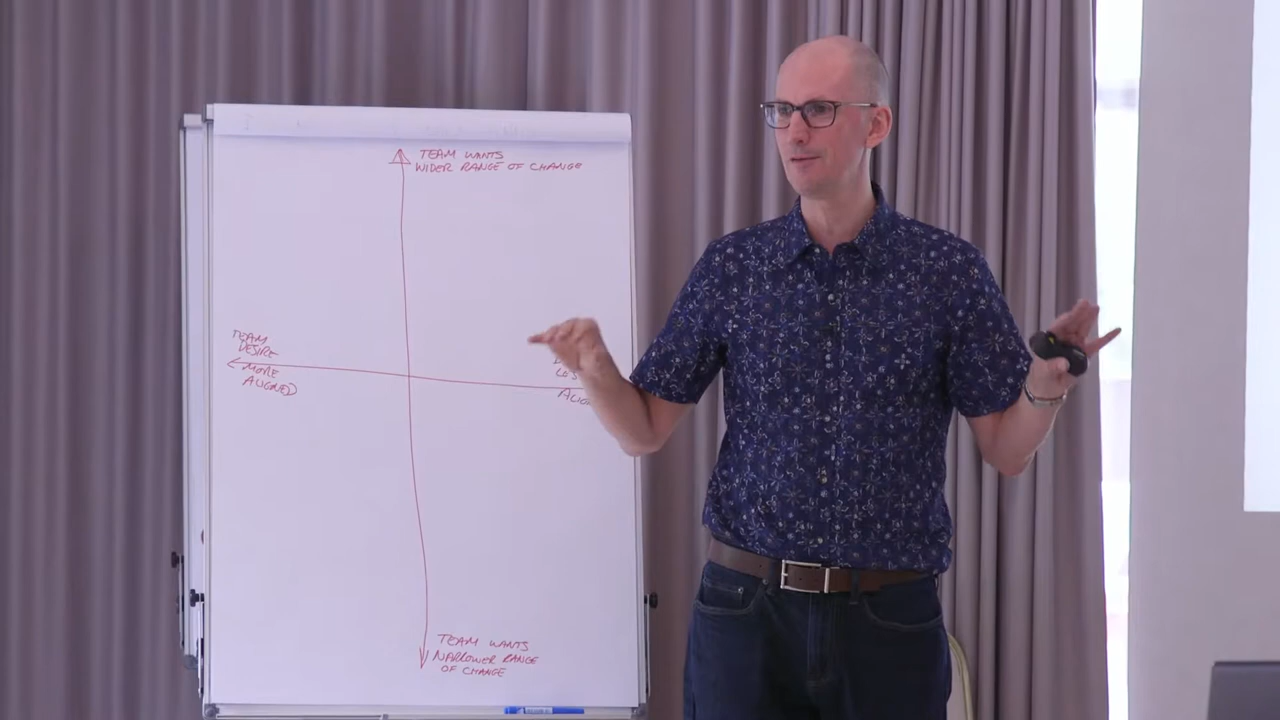 TEAM WANTS
WIDER RANGE OF CHANGE
TEAM
DESIRE
MORE
ALIGNED
TEAM WANTS
NARROWER RANGE
OF CHANGE